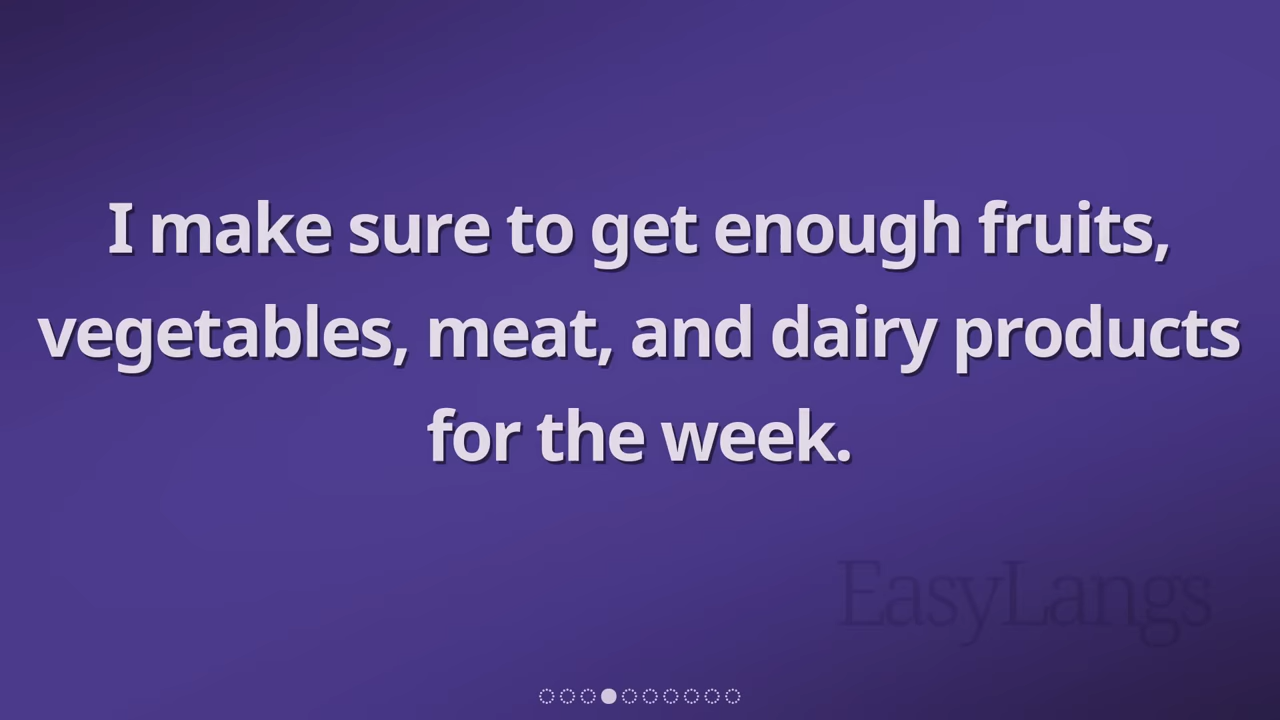 I make sure to get enough fruits,
vegetables, meat, and dairy products
for the week.
EasyLangs